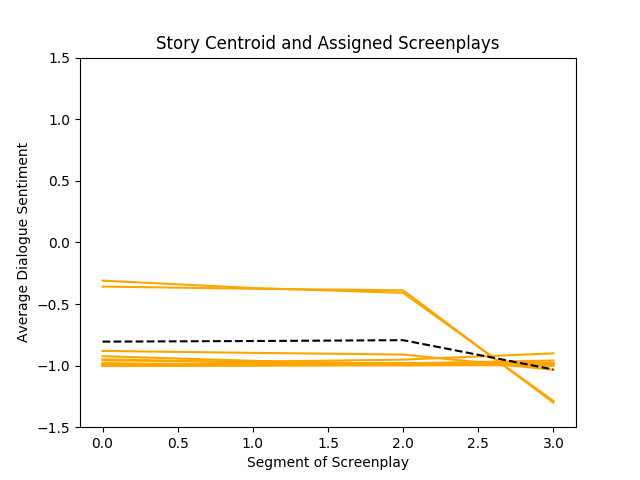 Story Centroid and Assigned Screenplays
1.5
1.0
0.5
0.0
−0.5
−1.0
−1.5
Average Dialogue Sentiment
0.0 0.5 1.0 1.5 2.0 2.5 3.0
Segment of Screenplay